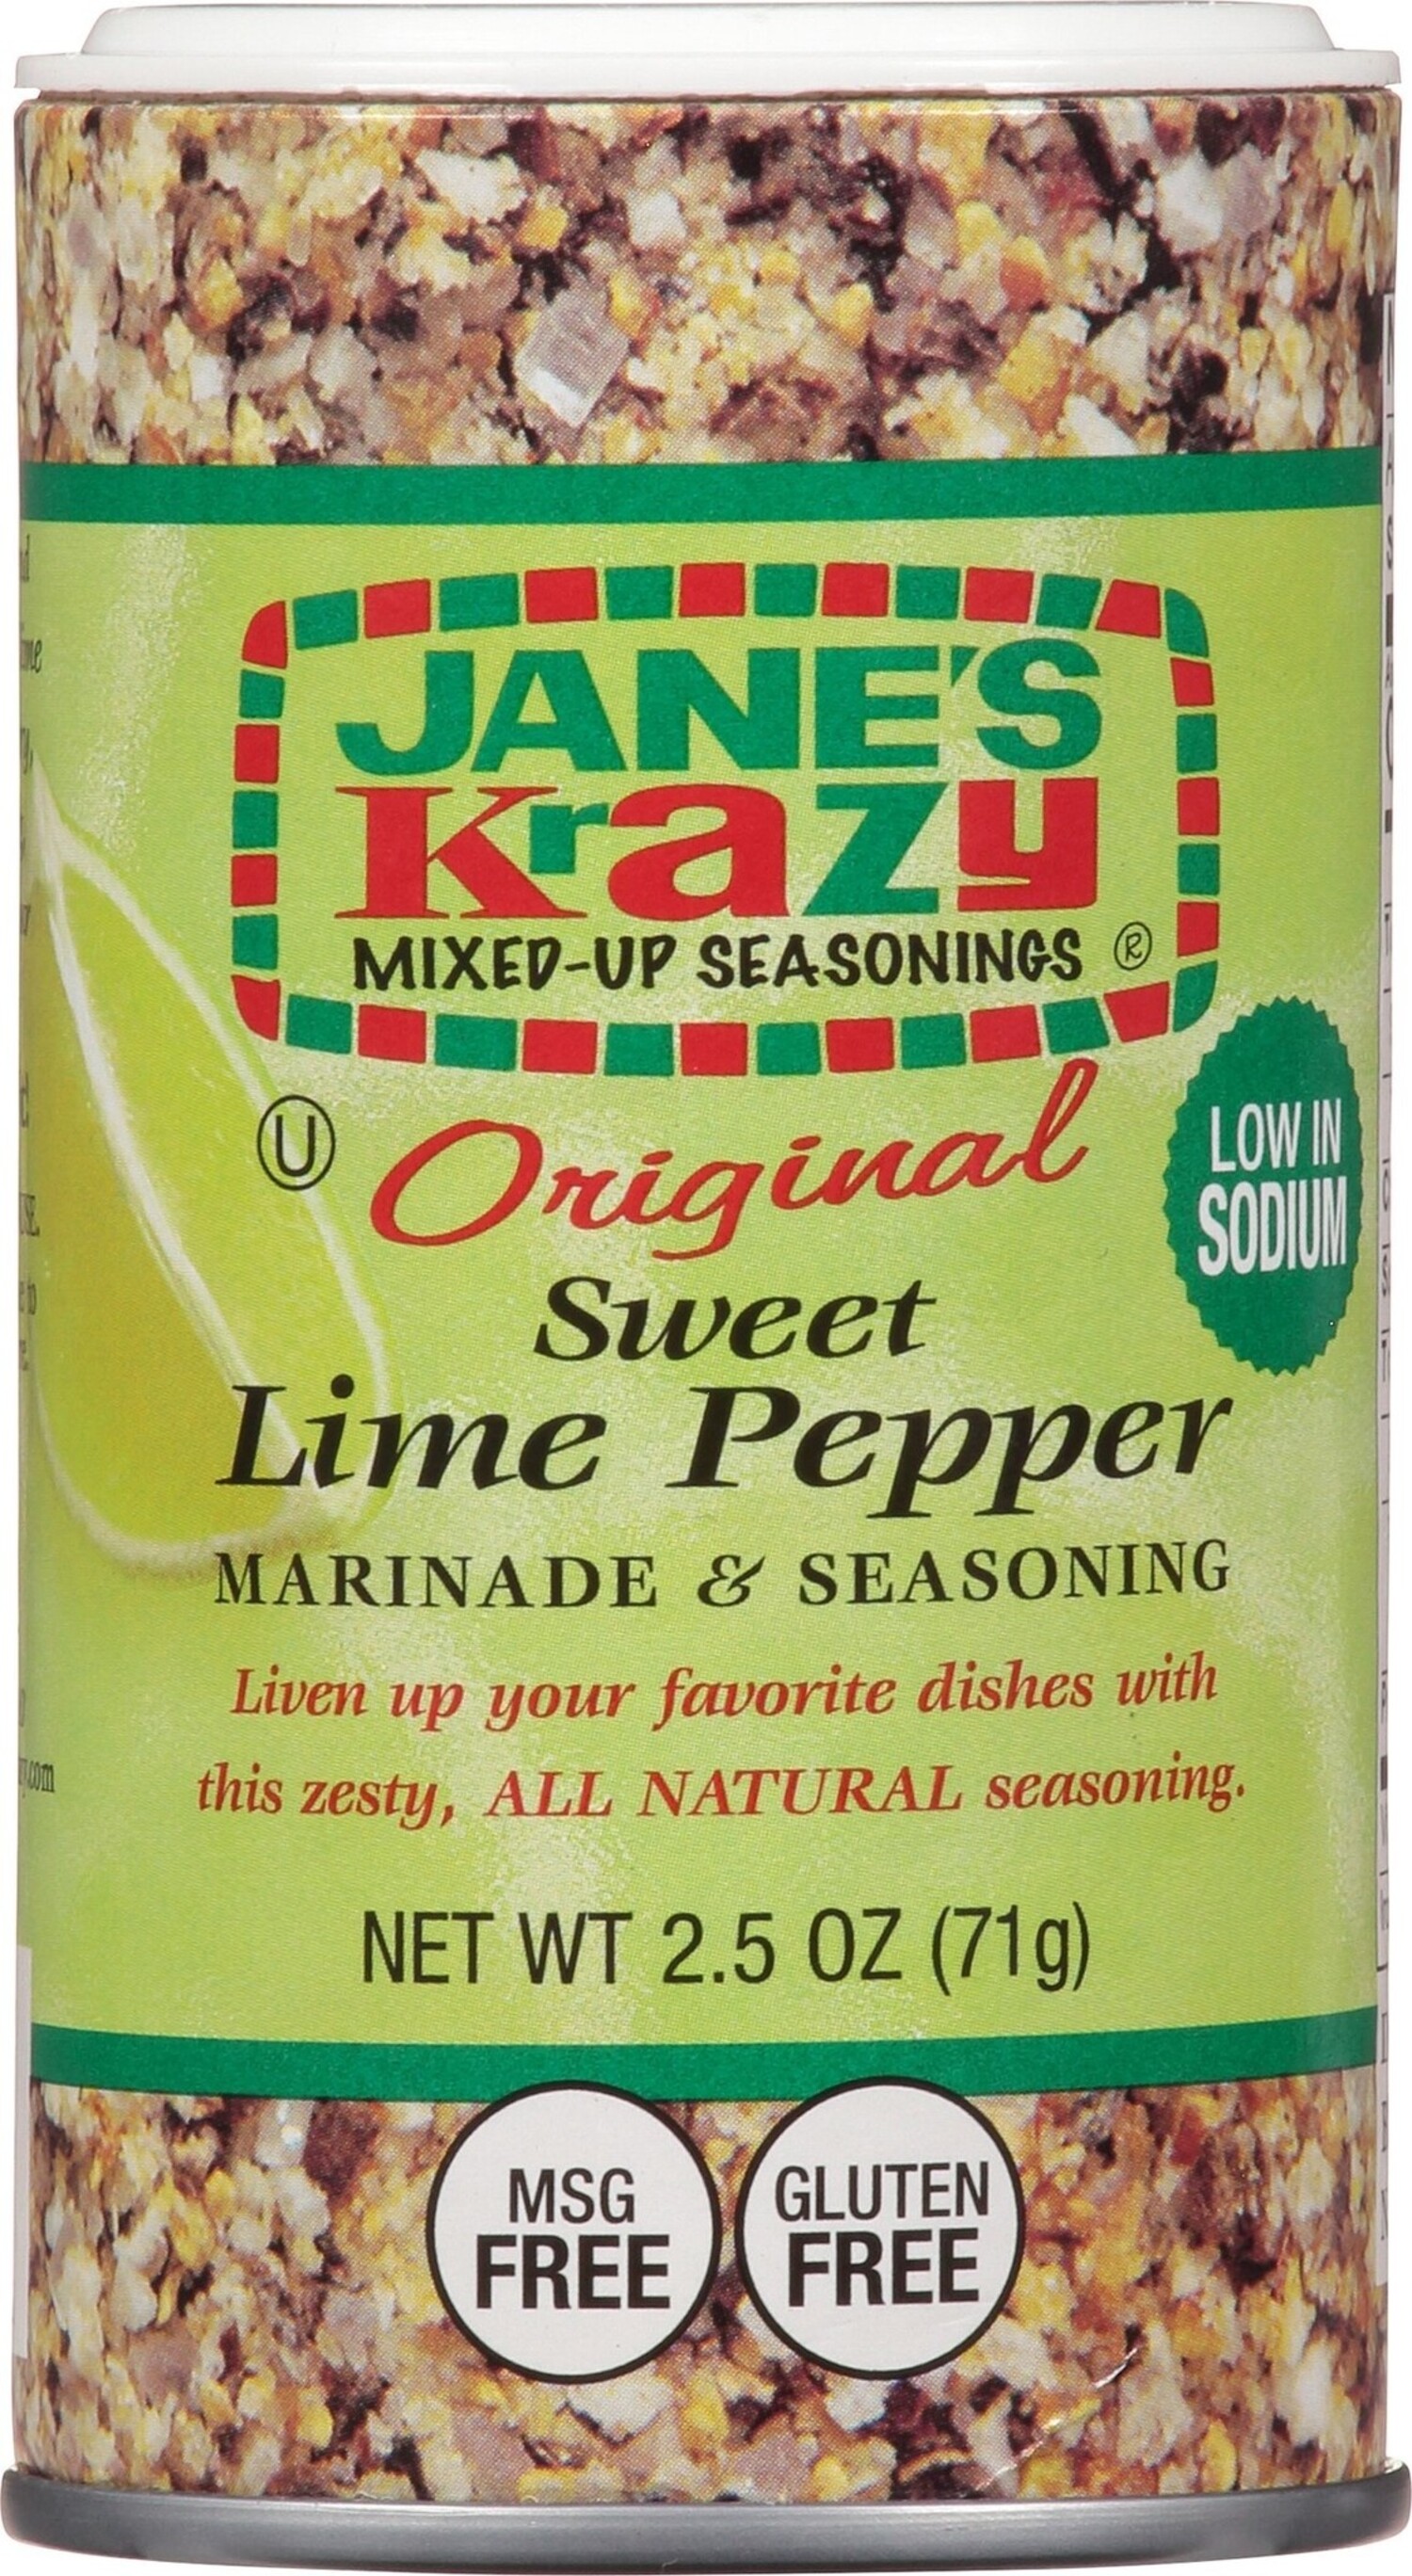 JANE'S
Krazy
MIXED-UP SEASONINGS ®
U
Original
LOW IN
SODIUM
Sweet
Lime Pepper
MARINADE & SEASONING
Liven up your favorite dishes with
this zesty, ALL NATURAL seasoning.
NET WT 2.5 OZ (71g)
MSG
FREE
GLUTEN
FREE